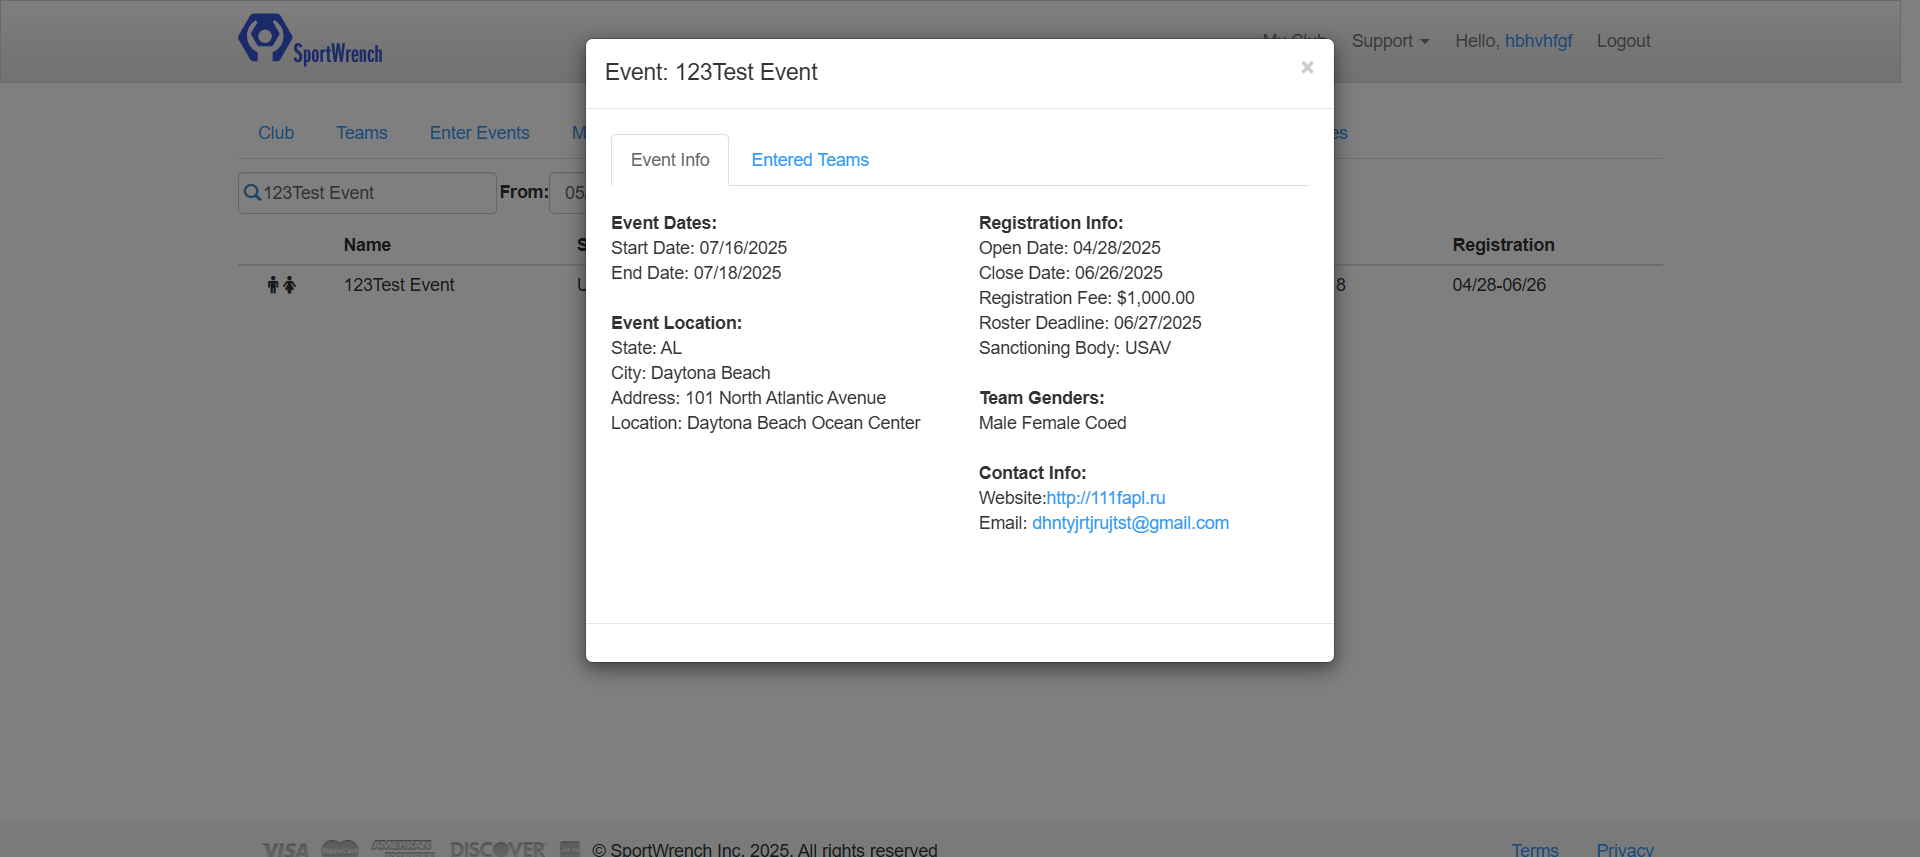 SportWrench
Support
Hello, hbhvhfgf
Logout
Club
Teams
Enter Events
123Test Event
From:
05
Name
Registration
123Test Event
8
04/28-06/26
Event: 123Test Event
×
Event Info
Entered Teams
Event Dates:
Start Date: 07/16/2025
End Date: 07/18/2025
Event Location:
State: AL
City: Daytona Beach
Address: 101 North Atlantic Avenue
Location: Daytona Beach Ocean Center
Registration Info:
Open Date: 04/28/2025
Close Date: 06/26/2025
Registration Fee: $1,000.00
Roster Deadline: 06/27/2025
Sanctioning Body: USAV
Team Genders:
Male Female Coed
Contact Info:
Website:http://111fapl.ru
Email: dhntyjrtjrujtst@gmail.com
VISA
MasterCard
AMERICAN
DISCOVER
© SportWrench Inc. 2025. All rights reserved
Terms
Privacy